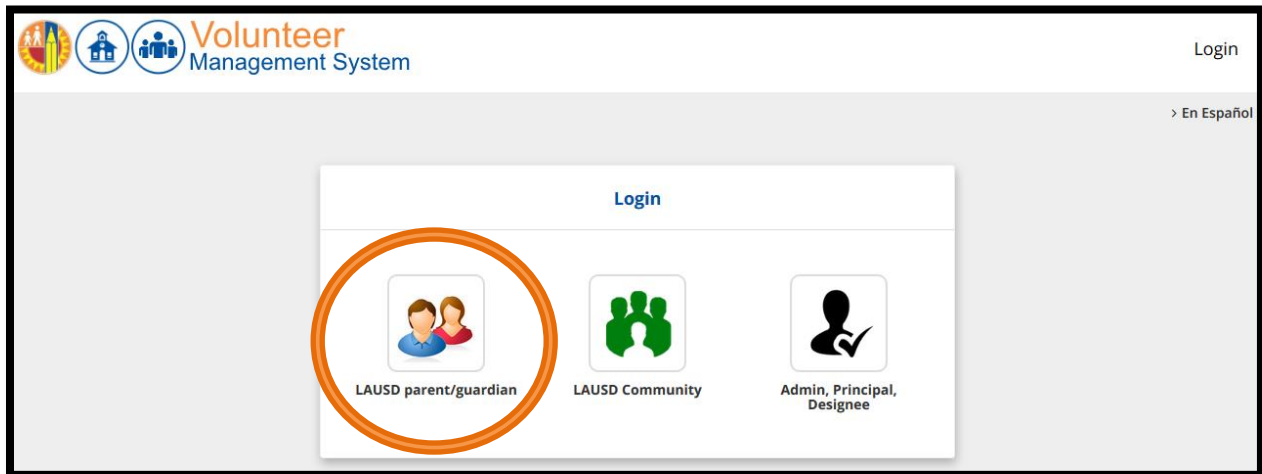 Volunteer
Management System
Login
> En Español
Login
LAUSD parent/guardian
LAUSD Community
Admin, Principal,
Designee